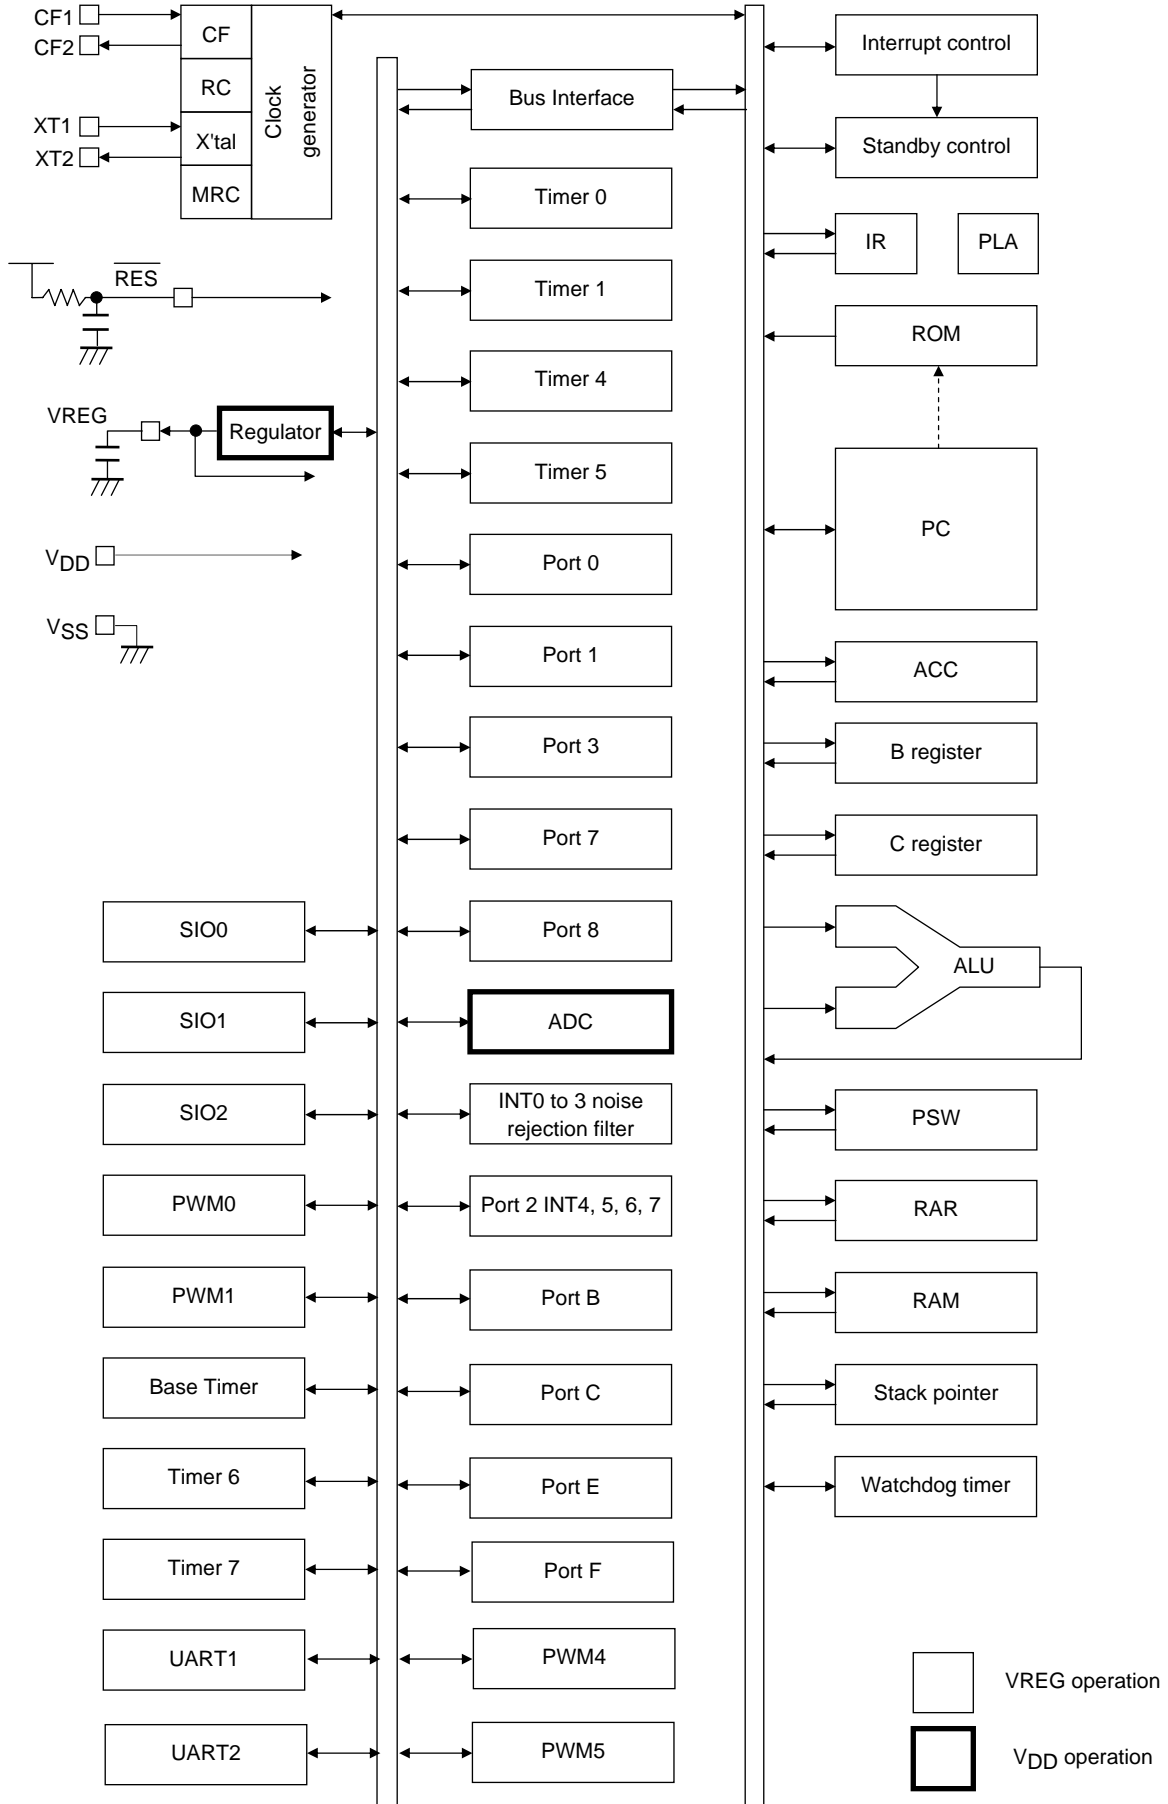 CF1
CF2
XT1
XT2
CF
RC
X'tal
MRC
Clock
generator
RES
VREG
Regulator
VDD
VSS
SIO0
SIO1
SIO2
PWM0
PWM1
Base Timer
Timer 6
Timer 7
UART1
UART2
Bus Interface
Timer 0
Timer 1
Timer 4
Timer 5
Port 0
Port 1
Port 3
Port 7
Port 8
ADC
INT0 to 3 noise
rejection filter
Port 2 INT4, 5, 6, 7
Port B
Port C
Port E
Port F
PWM4
PWM5
Interrupt control
Standby control
IR
PLA
ROM
PC
ACC
B register
C register
ALU
PSW
RAR
RAM
Stack pointer
Watchdog timer
VREG operation
VDD operation